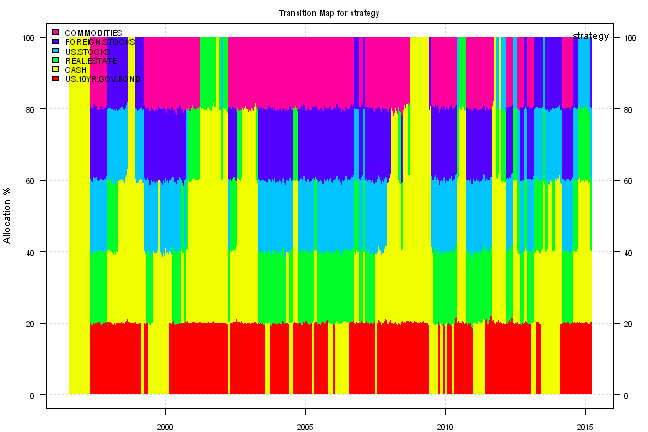 Transition Map for strategy
strategy
COMMODITIES
FOREIGN.STOCKS
US.STOCKS
REAL.ESTATE
CASH
US.10YR.GOV.BOND
Allocation %
100
80
60
40
20
0
100
80
60
40
20
0
2000 2005 2010 2015